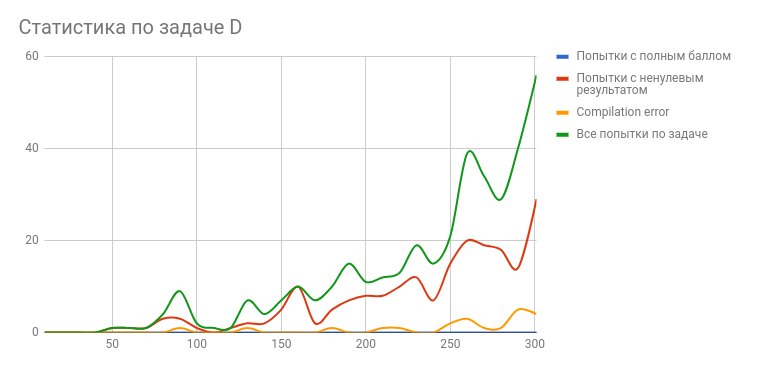 Статистика по задаче D
60
40
20
0
50
100
150
200
250
300
Попытки с полным баллом
Попытки с ненулевым
результатом
Compilation error
Все попытки по задаче